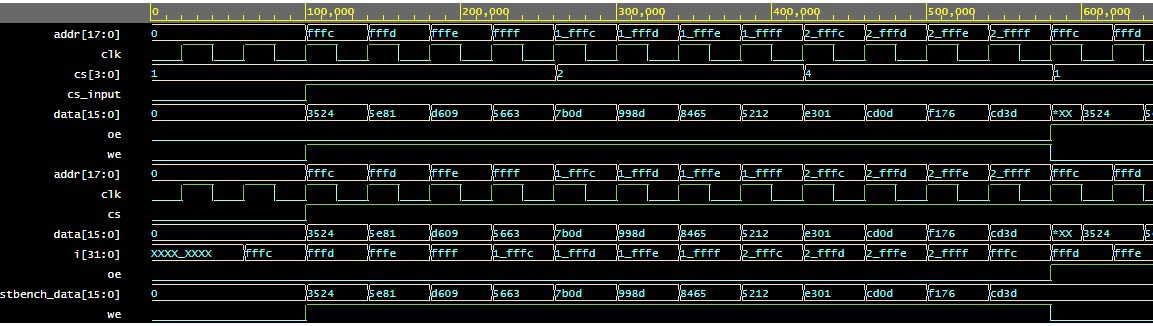 0 100,000 200,000 300,000 400,000 500,000 600,000
addr[17:0] 0 fffc fffd fffe ffff 1_fffc 1_fffd 1_fffe 1_ffff 2_fffc 2_fffd 2_fffe 2_ffff fffc fffd
clk
cs[3:0] 1 2 4 1
cs_input
data[15:0] 0 3524 5e81 d609 5663 7b0d 998d 8465 5212 e301 cd0d f176 cd3d *XX 3524
oe
we
addr[17:0] 0 fffc fffd fffe ffff 1_fffc 1_fffd 1_fffe 1_ffff 2_fffc 2_fffd 2_fffe 2_ffff fffc fffd
clk
cs
data[15:0] 0 3524 5e81 d609 5663 7b0d 998d 8465 5212 e301 cd0d f176 cd3d *XX 3524
i[31:0] XXXX_XXXX fffc fffd fffe ffff 1_fffc 1_fffd 1_fffe 1_ffff 2_fffc 2_fffd 2_fffe 2_ffff fffc fffd fffe
oe
stbench_data[15:0] 0 3524 5e81 d609 5663 7b0d 998d 8465 5212 e301 cd0d f176 cd3d
we